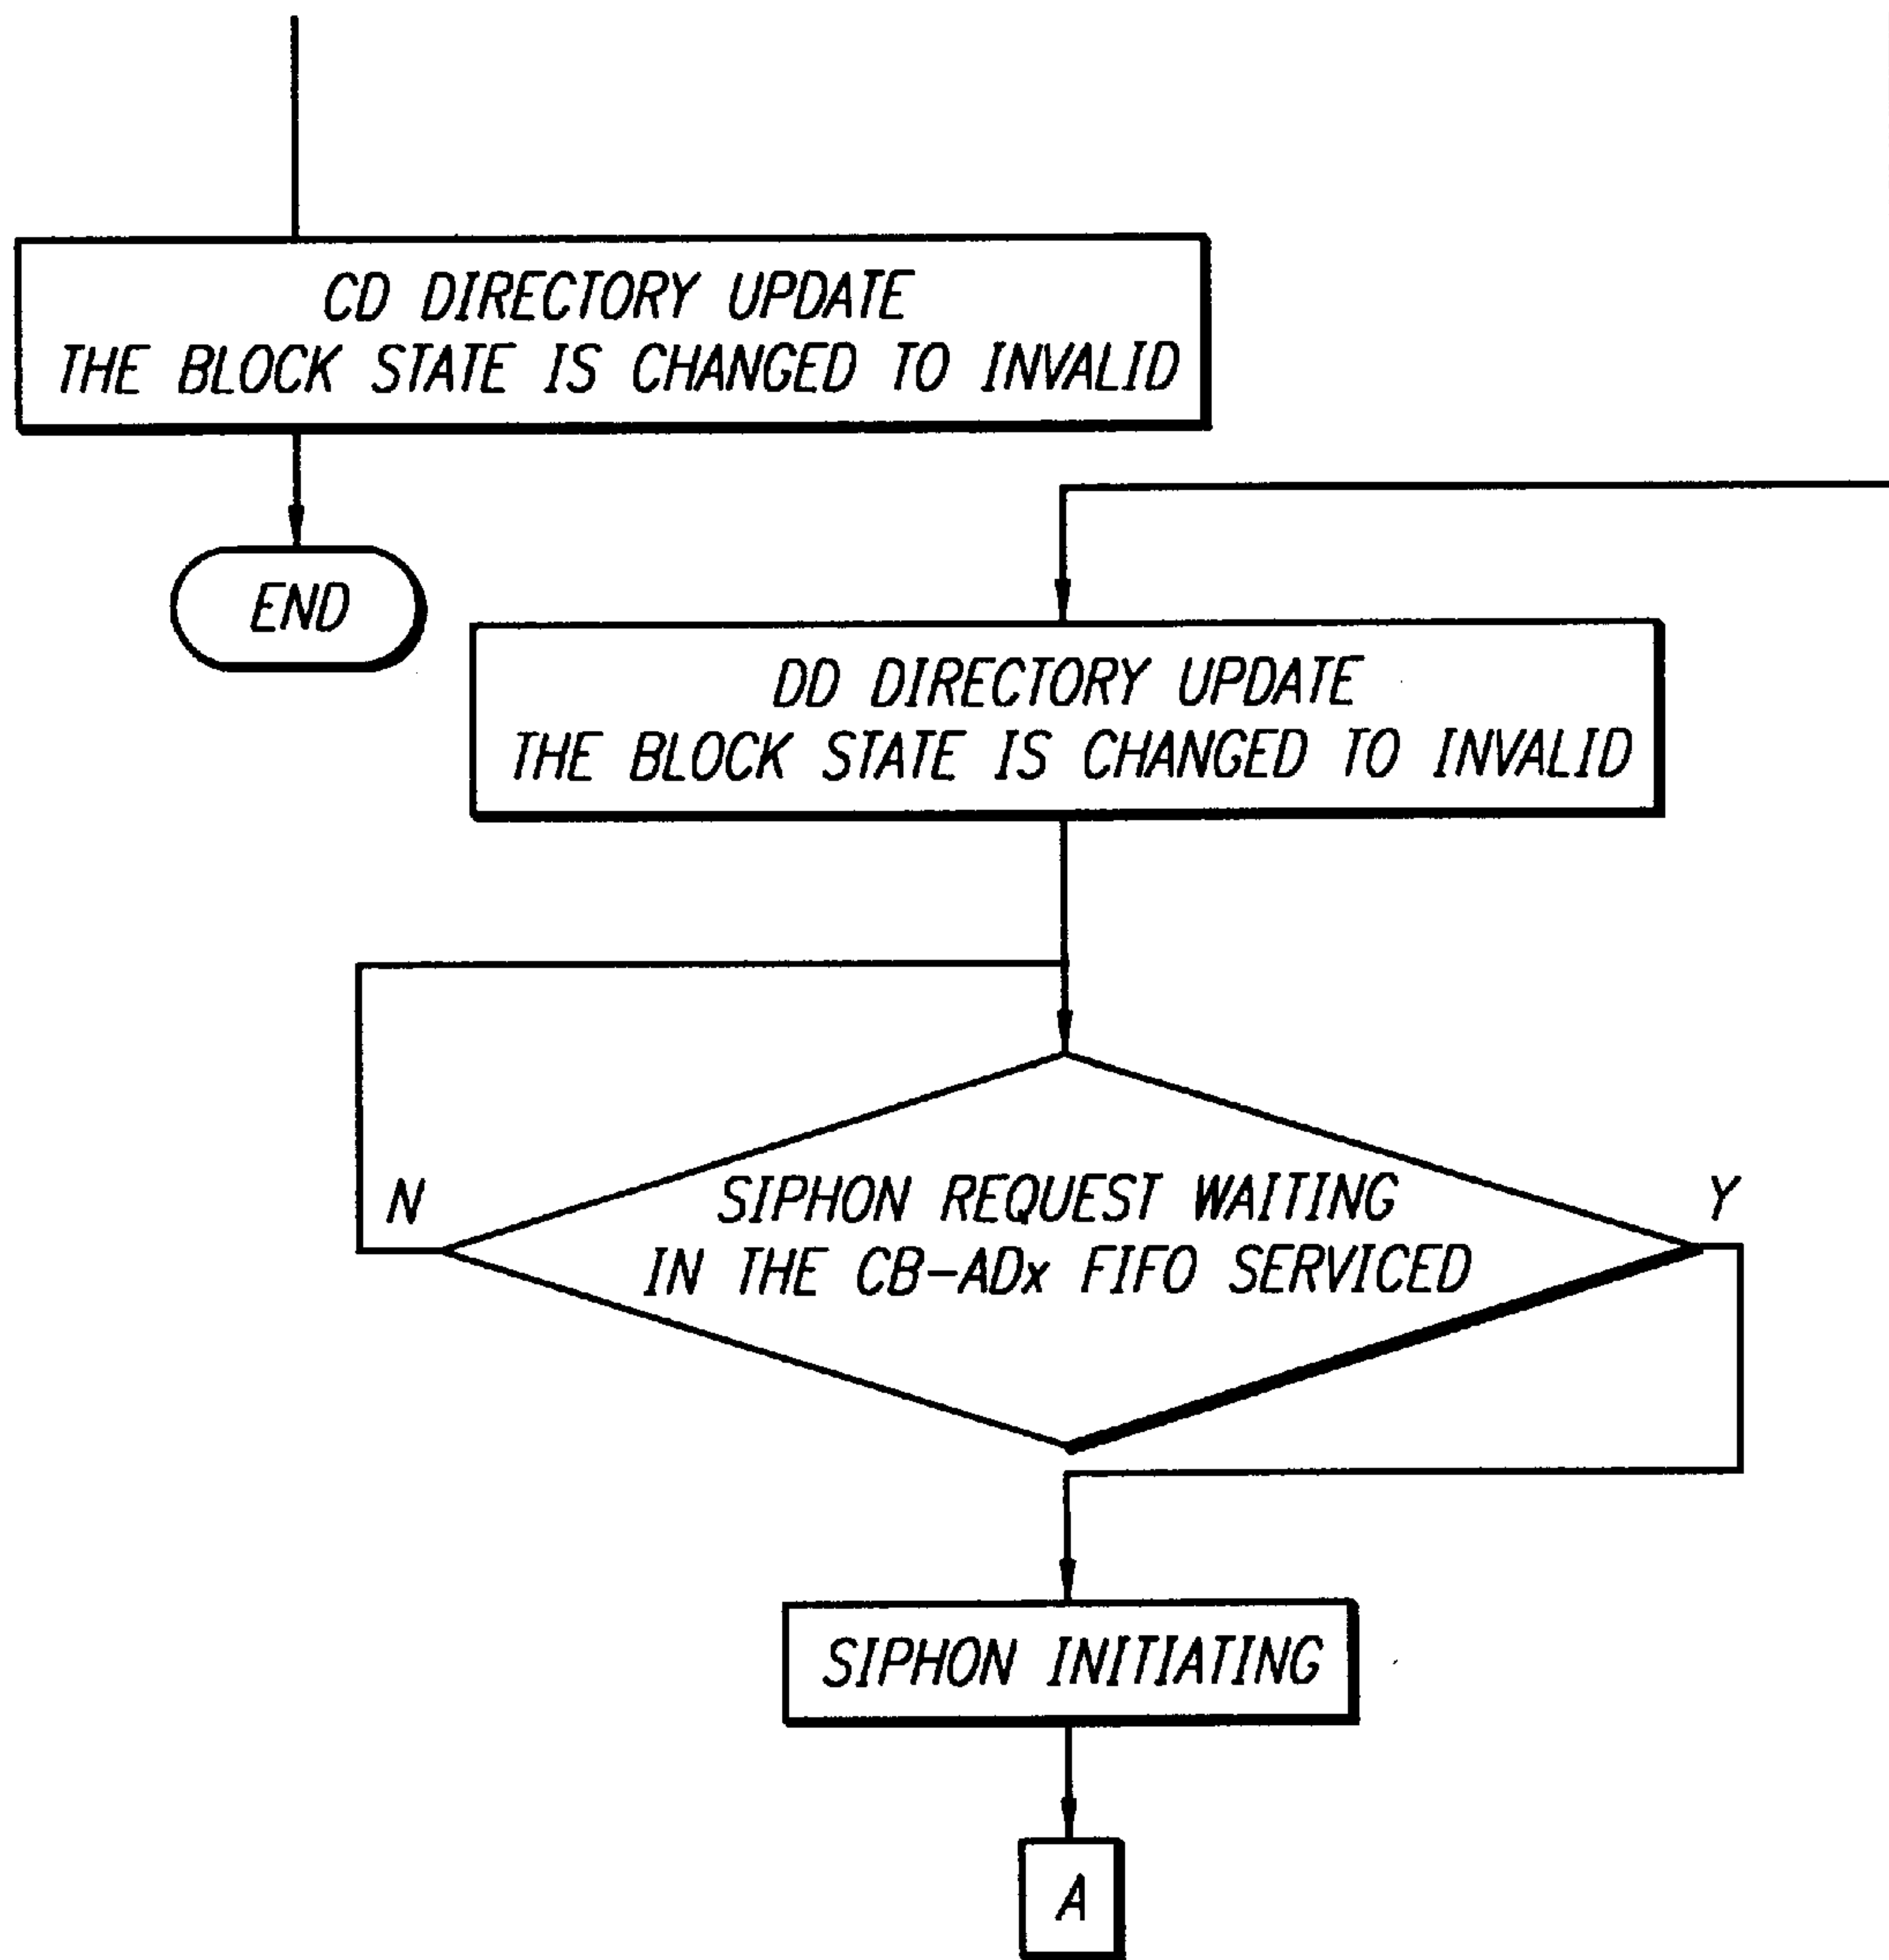 CD DIRECTORY UPDATE
THE BLOCK STATE IS CHANGED TO INVALID
END
DD DIRECTORY UPDATE
THE BLOCK STATE IS CHANGED TO INVALID
N
SIPHON REQUEST WAITING
IN THE CB-ADx FIFO SERVICED
Y
SIPHON INITIATING
A